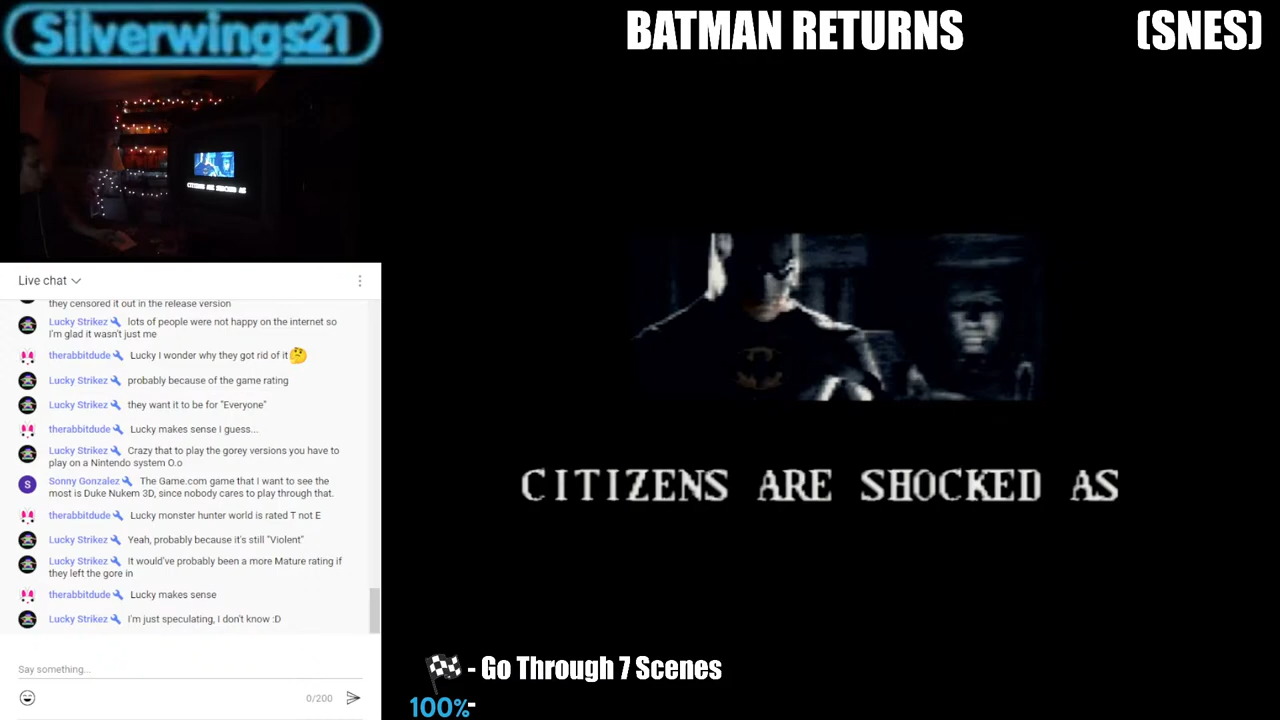 Silverwings21
BATMAN RETURNS
(SNES)
CITIZENS ARE SHOCKED AS
Live chat
they censored it out in the release version
Lucky Strikez lots of people were not happy on the internet so
I'm glad it wasn't just me
therabbitdude Lucky I wonder why they got rid of it🤔
Lucky Strikez probably because of the game rating
Lucky Strikez they want it to be for "Everyone"
therabbitdude Lucky makes sense I guess...
Lucky Strikez Crazy that to play the gorey versions you have to
play on a Nintendo system O.o
S
Sonny Gonzalez The Game.com game that I want to see the
most is Duke Nukem 3D, since nobody cares to play through that.
therabbitdude Lucky monster hunter world is rated T not E
Lucky Strikez Yeah, probably because it's still "Violent"
Lucky Strikez It would've probably been a more Mature rating if
they left the gore in
therabbitdude Lucky makes sense
Lucky Strikez I'm just speculating, I don't know :D
Say something...
0/200
CITIZENS ARE SHOCKED AS
🏁 - Go Through 7 Scenes
100%-